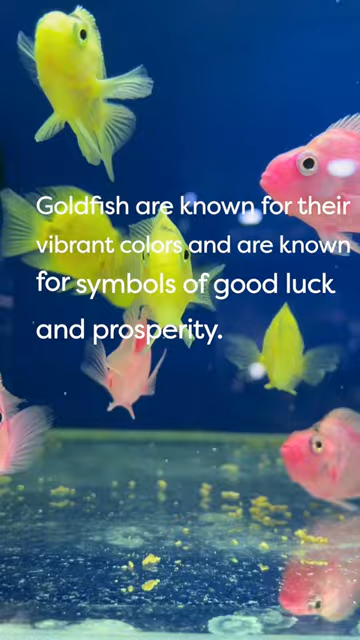 Goldfish are known for their
vibrant colors and are known
for symbols of good luck
and prosperity.